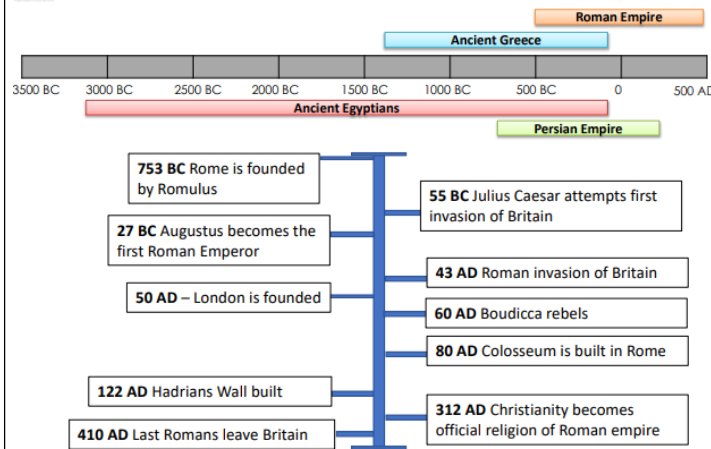 Roman Empire
Ancient Greece
3500 BC 3000 BC 2500 BC 2000 BC 1500 BC 1000 BC 500 BC 0 500 AD
Ancient Egyptians
Persian Empire
753 BC Rome is founded
by Romulus
55 BC Julius Caesar attempts first
invasion of Britain
27 BC Augustus becomes the
first Roman Emperor
43 AD Roman invasion of Britain
50 AD – London is founded
60 AD Boudicca rebels
80 AD Colosseum is built in Rome
122 AD Hadrians Wall built
312 AD Christianity becomes
official religion of Roman empire
410 AD Last Romans leave Britain